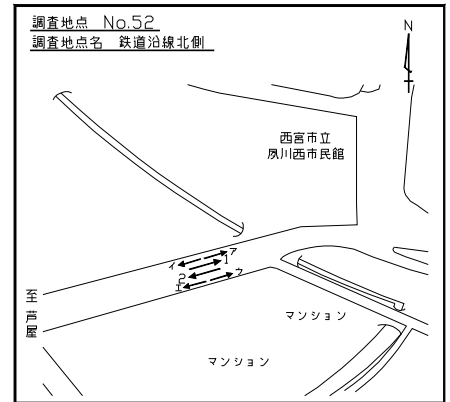 調査地点 No.52
調査地点名 鉄道沿線北側
N
西宮市立
夙川西市民館
ア
イ
1
2
ウ
エ
至芦屋
マンション
マンション